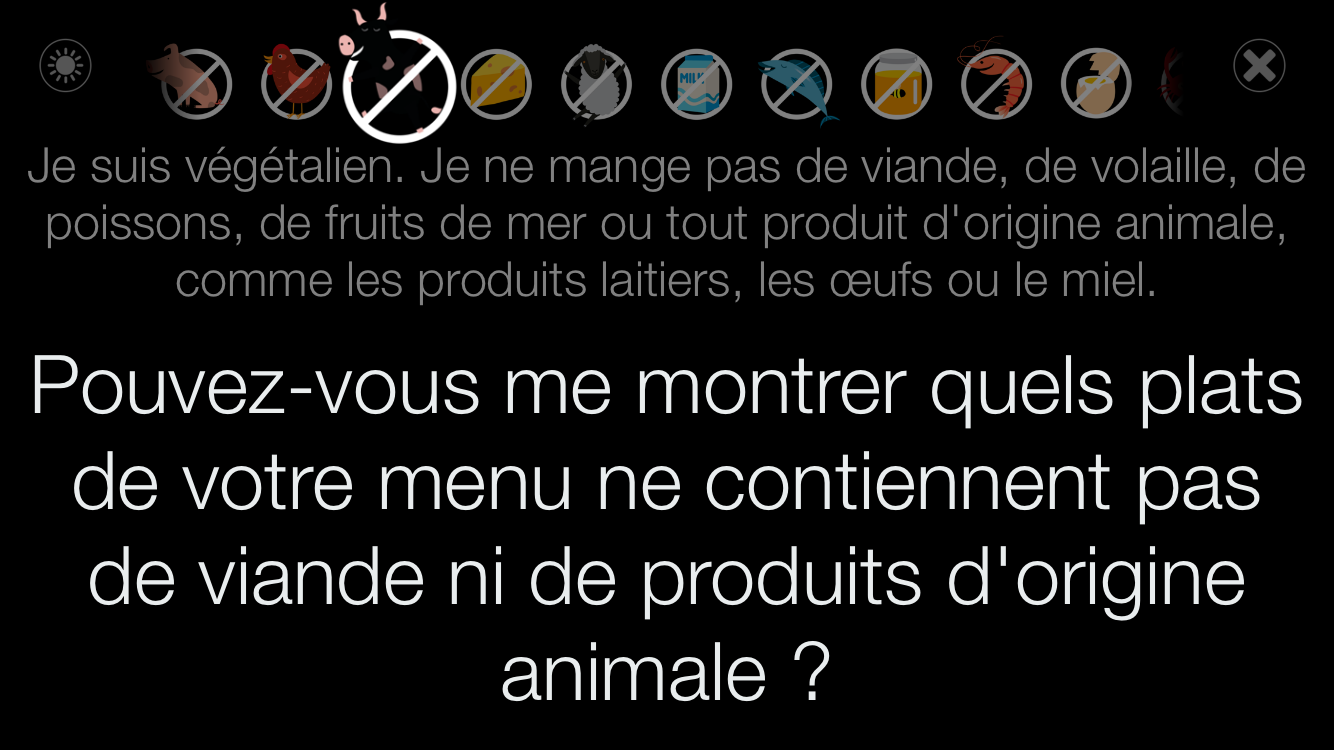 MILK
Je suis végétalien. Je ne mange pas de viande, de volaille, de
poissons, de fruits de mer ou tout produit d'origine animale,
comme les produits laitiers, les œufs ou le miel.
Pouvez-vous me montrer quels plats
de votre menu ne contiennent pas
de viande ni de produits d'origine
animale ?